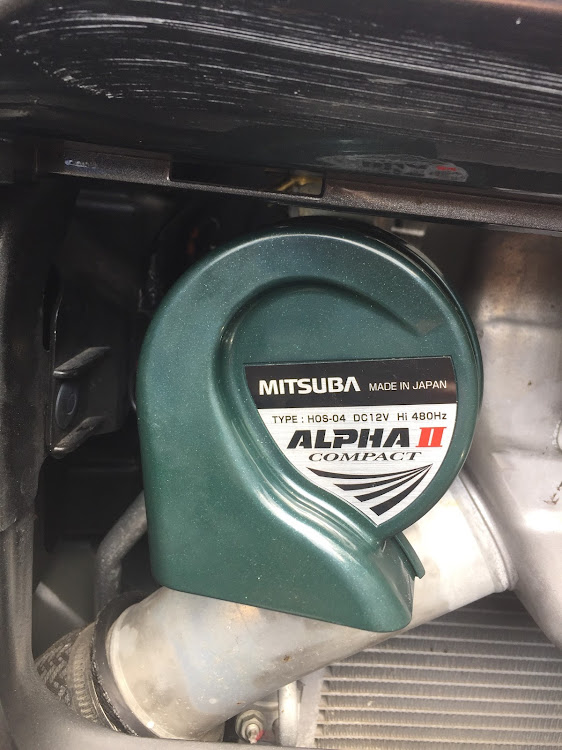 MITSUBA MADE IN JAPAN
TYPE : HOS-04 DC12V Hi 480Hz
ALPHA II
COMPACT